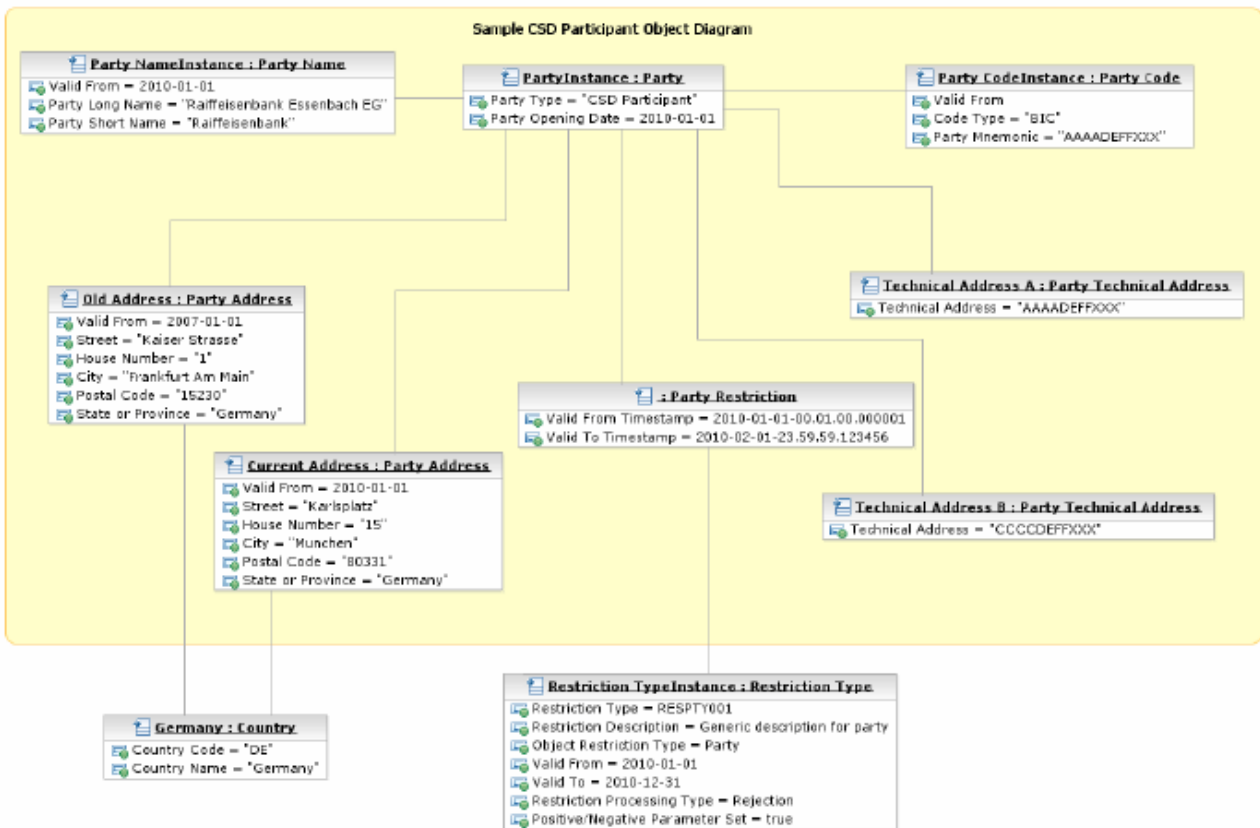 Sample CSD Participant Object Diagram
Party NameInstance : Party Name
Valid From = 2010-01-01
Party Long Name = "Raiffeisenbank Essenbach EG"
Party Short Name = "Raiffeisenbank"
PartyInstance : Party
Party Type = "CSD Participant"
Party Opening Date = 2010-01-01
Party CodeInstance : Party Code
Valid From
Code Type = "BIC"
Party Mnemonic = "AAAADEFFXXX"
Old Address : Party Address
Valid From = 2007-01-01
Street = "Kaiser Strasse"
House Number = "1"
City = "Frankfurt Am Main"
Postal Code = "15230"
State or Province = "Germany"
Technical Address A : Party Technical Address
Technical Address = "AAAADEFFXXX"
: Party Restriction
Valid From Timestamp = 2010-01-01-00.01.00.000001
Valid To Timestamp = 2010-02-01-23.59.59.123456
Current Address : Party Address
Valid From = 2010-01-01
Street = "Karlsplatz"
House Number = "15"
City = "Munchen"
Postal Code = "80331"
State or Province = "Germany"
Technical Address B : Party Technical Address
Technical Address = "CCCCDEFFXXX"
Germany : Country
Country Code = "DE"
Country Name = "Germany"
Restriction TypeInstance : Restriction Type
Restriction Type = RESPTY001
Restriction Description = Generic description for party
Object Restriction Type = Party
Valid From = 2010-01-01
Valid To = 2010-12-31
Restriction Processing Type = Rejection
Positive/Negative Parameter Set = true